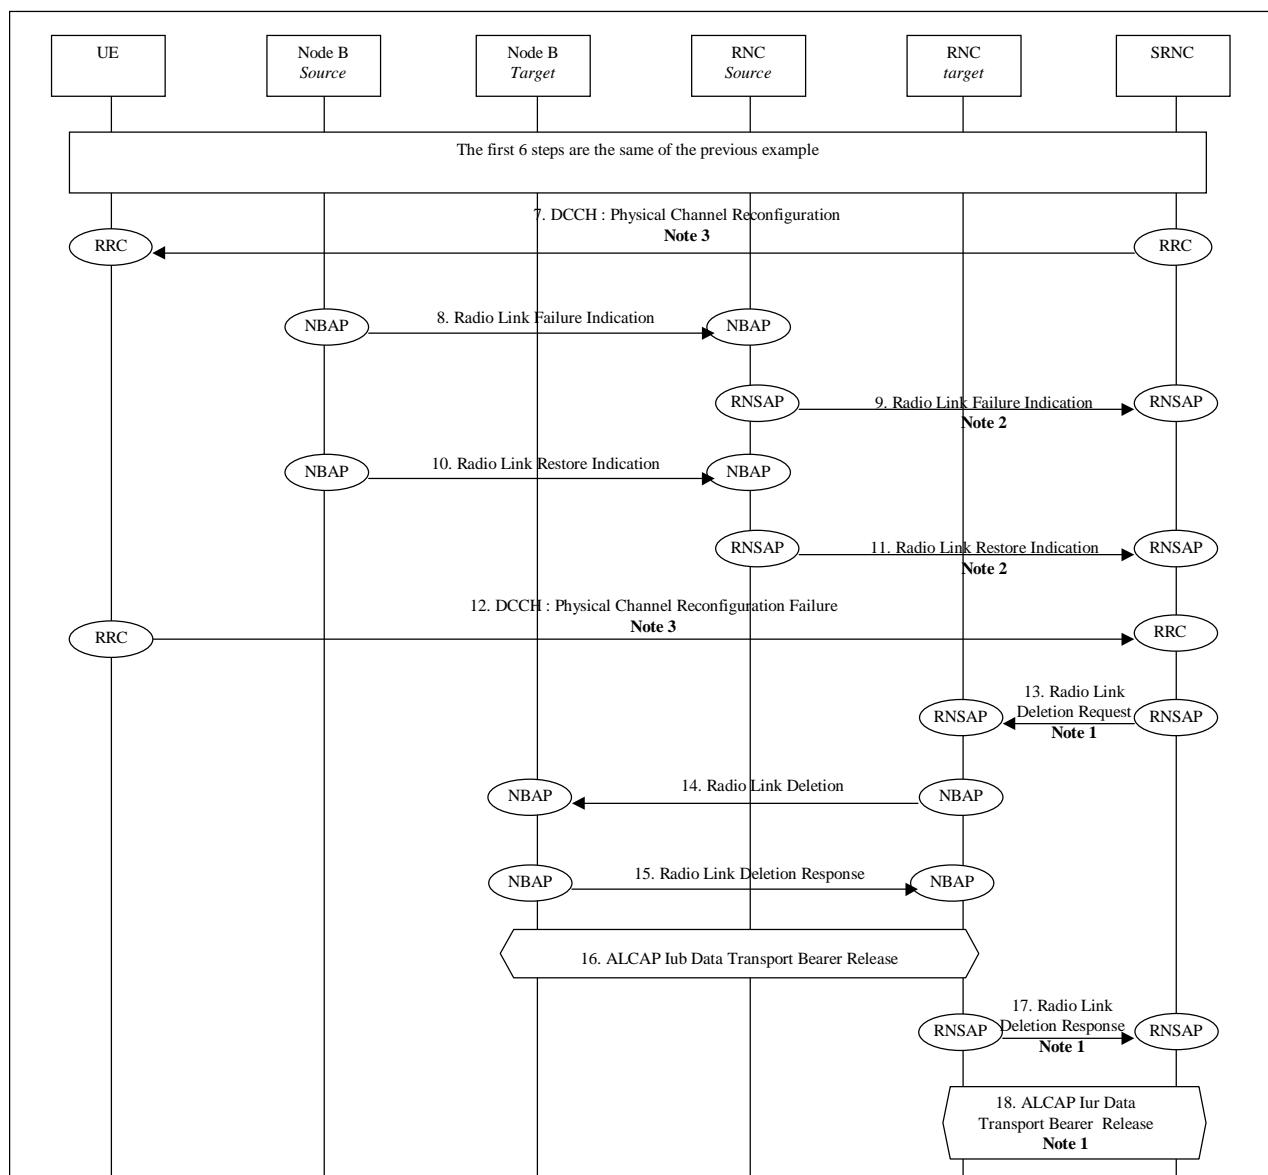 UE
Node B
Source
Node B
Target
RNC
Source
RNC
target
SRNC
The first 6 steps are the same of the previous example
7. DCCH : Physical Channel Reconfiguration
Note 3
RRC
RRC
NBAP
8. Radio Link Failure Indication
NBAP
RNSAP
9. Radio Link Failure Indication
Note 2
RNSAP
NBAP
10. Radio Link Restore Indication
NBAP
RNSAP
11. Radio Link Restore Indication
Note 2
RNSAP
12. DCCH : Physical Channel Reconfiguration Failure
Note 3
RRC
RRC
13. Radio Link
Deletion Request
Note 1
RNSAP
RNSAP
NBAP
14. Radio Link Deletion
NBAP
NBAP
15. Radio Link Deletion Response
NBAP
16. ALCAP Iub Data Transport Bearer Release
17. Radio Link
Deletion Response
Note 1
RNSAP
RNSAP
18. ALCAP Iur Data
Transport Bearer Release
Note 1